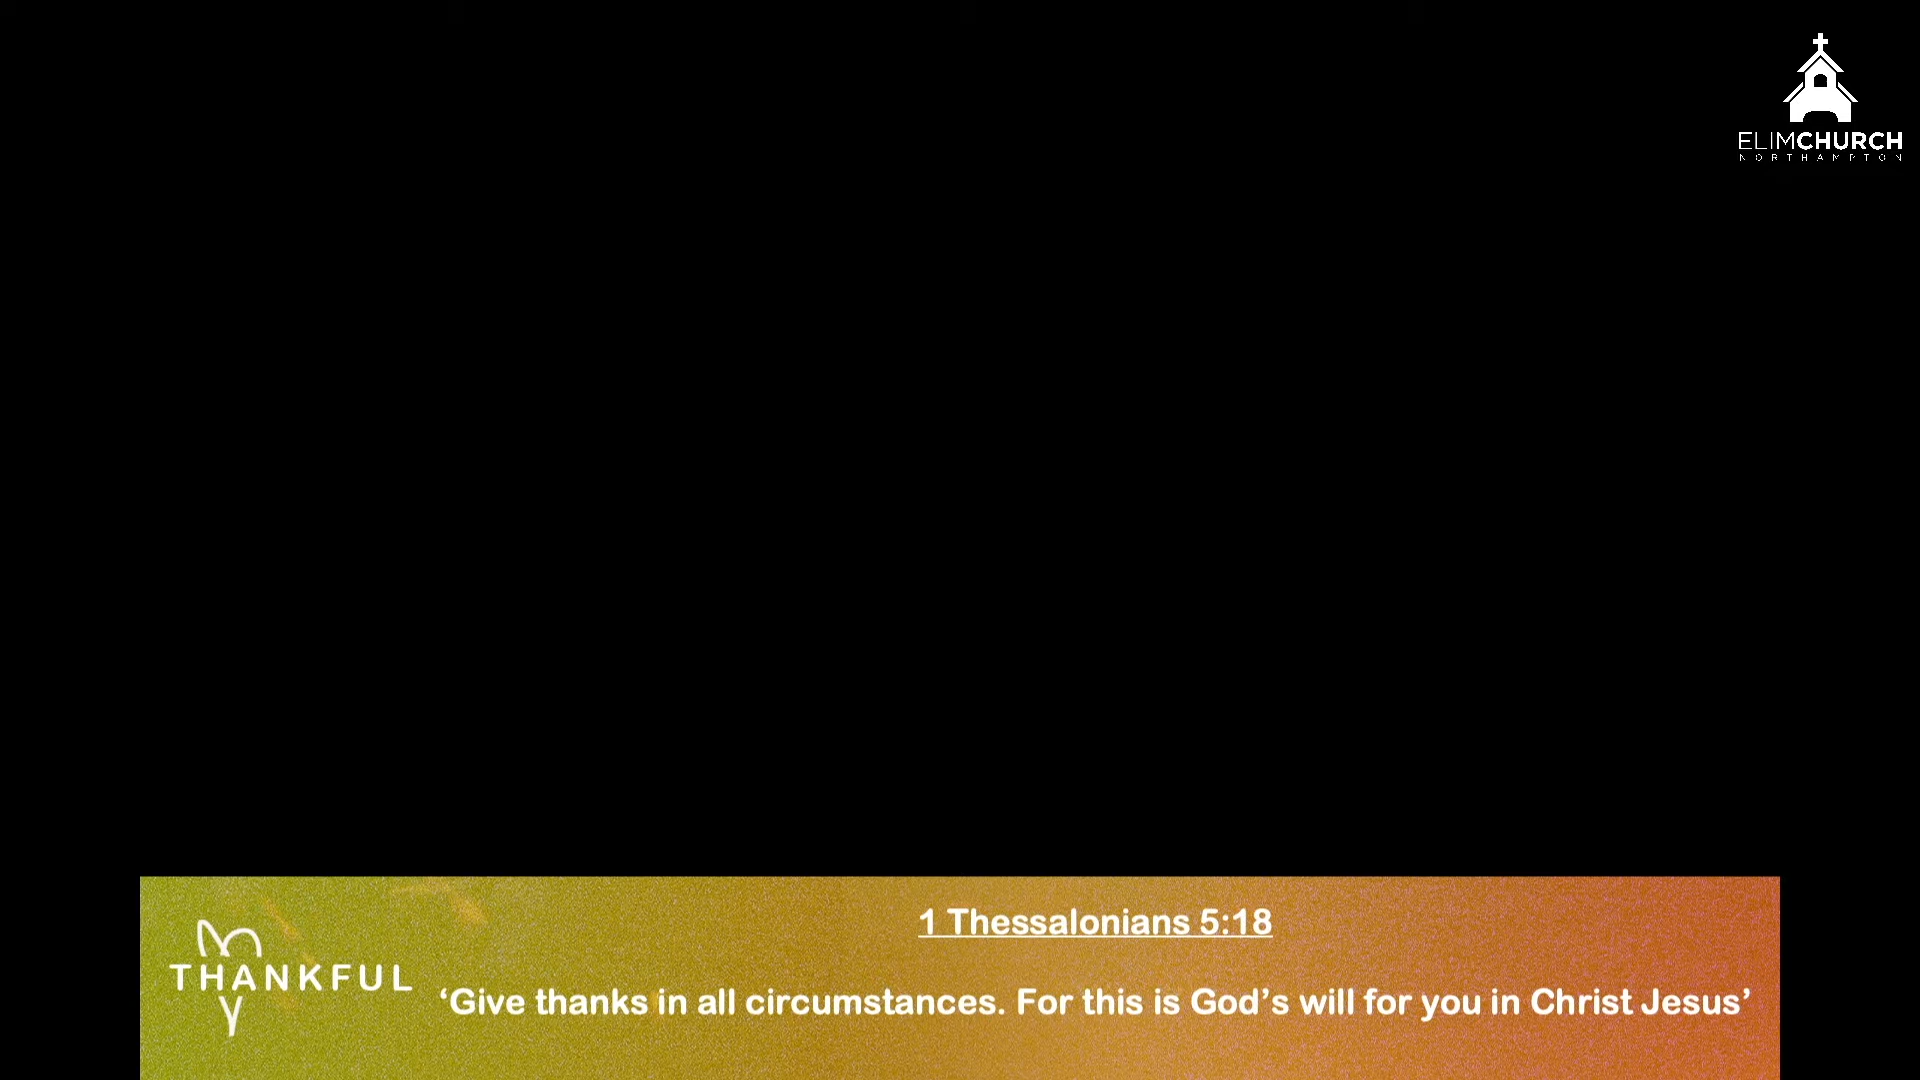 ELIMCHURCH
NORTHAMPTON
1 Thessalonians 5:18
THANKFUL
‘Give thanks in all circumstances. For this is God’s will for you in Christ Jesus’